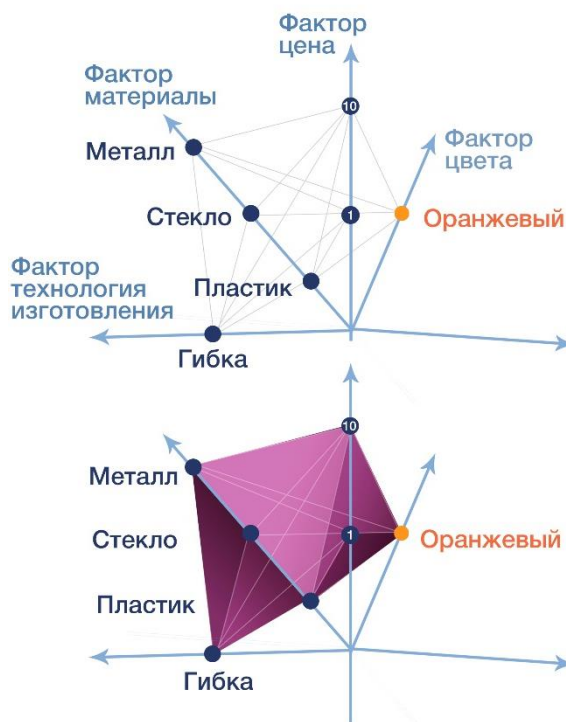 Фактор
цена
Фактор
материалы
10
Фактор
цвета
Металл
Стекло
1
Оранжевый
Фактор
технология
изготовления
Пластик
Гибка
10
Металл
Стекло
1
Оранжевый
Пластик
Гибка